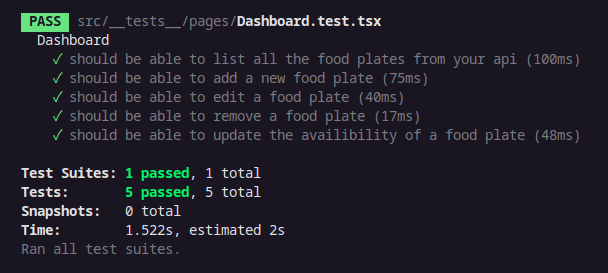 PASS src/__tests__/pages/Dashboard.test.tsx
Dashboard
✓ should be able to list all the food plates from your api (100ms)
✓ should be able to add a new food plate (75ms)
✓ should be able to edit a food plate (40ms)
✓ should be able to remove a food plate (17ms)
✓ should be able to update the availibility of a food plate (48ms)
Test Suites: 1 passed, 1 total
Tests: 5 passed, 5 total
Snapshots: 0 total
Time: 1.522s, estimated 2s
Ran all test suites.